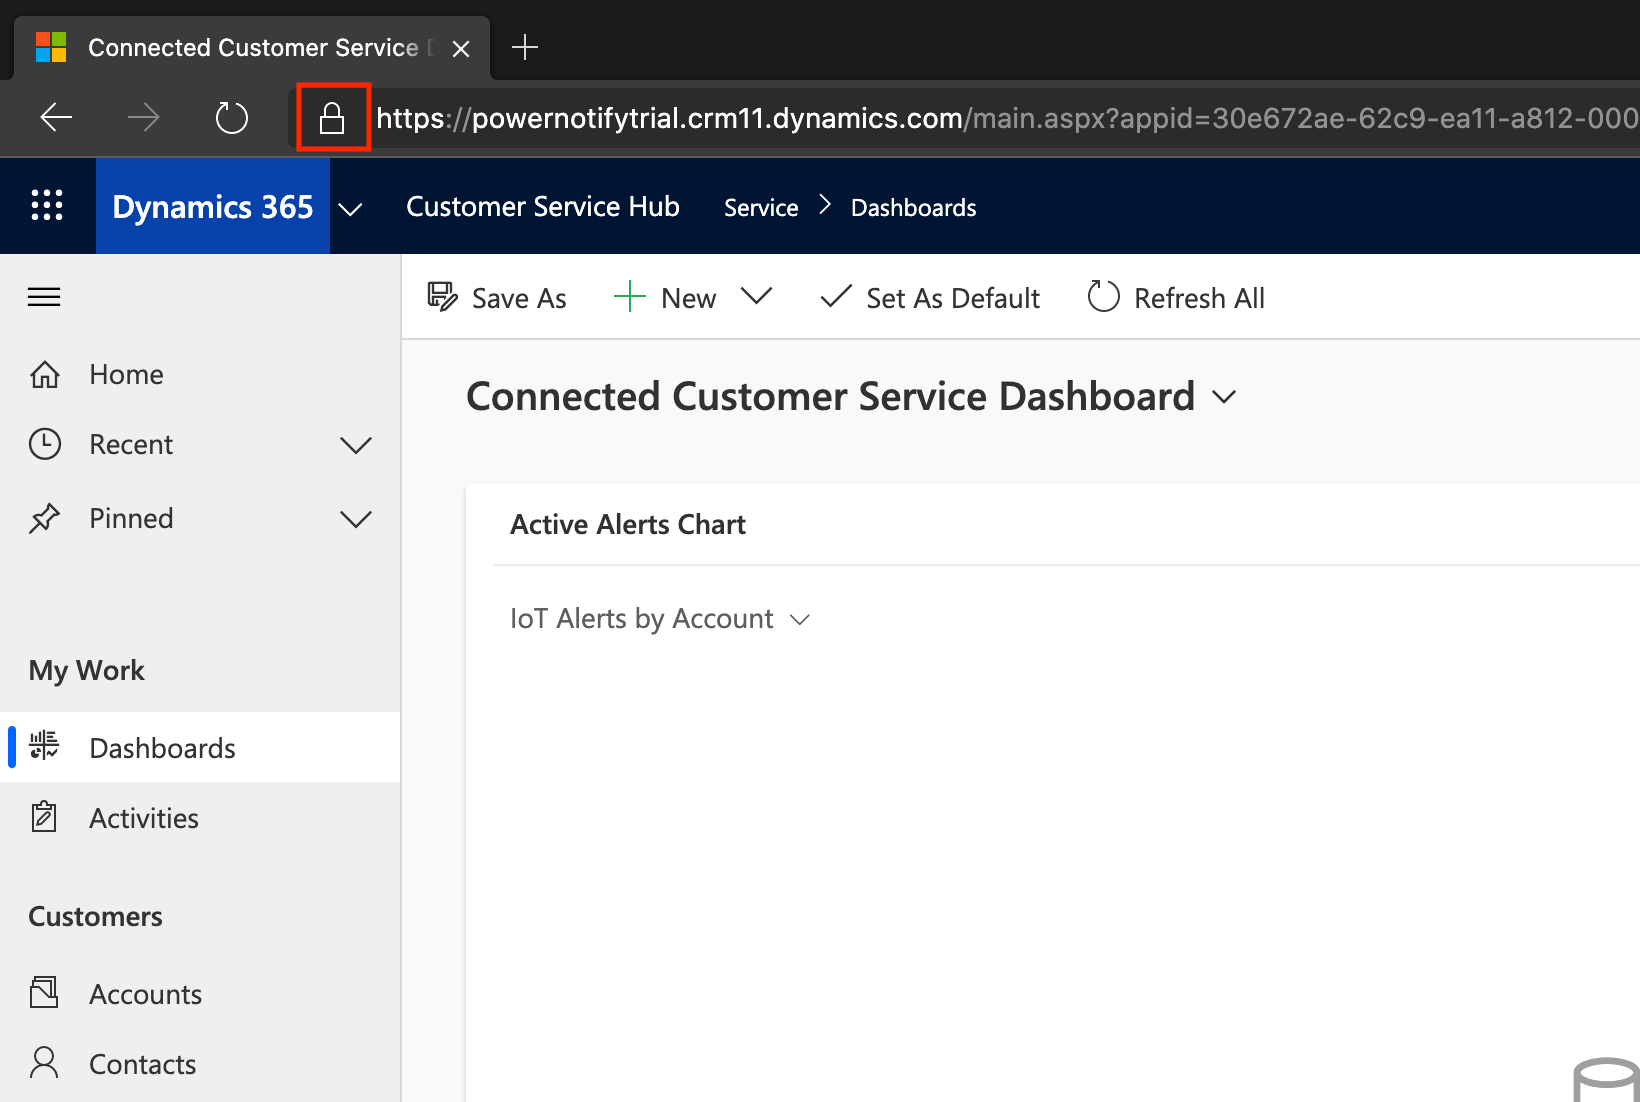 Connected Customer Service
https://powernotifytrial.crm11.dynamics.com/main.aspx?appid=30e672ae-62c9-ea11-a812-000
Dynamics 365 Customer Service Hub Service Dashboards
Save As New Set As Default Refresh All
Home
Recent
Pinned
My Work
Dashboards
Activities
Customers
Accounts
Contacts
Connected Customer Service Dashboard
Active Alerts Chart
IoT Alerts by Account